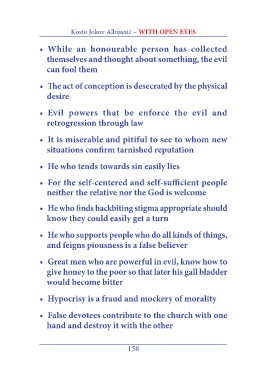 Kosto Jokov Albijanić – WITH OPEN EYES
• While an honourable person has collected
themselves and thought about something, the evil
can fool them
• The act of conception is desecrated by the physical
desire
• Evil powers that be enforce the evil and
retrogression through law
• It is miserable and pitiful to see to whom new
situations confirm tarnished reputation
• He who tends towards sin easily lies
• For the self-centered and self-sufficient people
neither the relative nor the God is welcome
• He who finds backbiting stigma appropriate should
know they could easily get a turn
• He who supports people who do all kinds of things,
and feigns piousness is a false believer
• Great men who are powerful in evil, know how to
give honey to the poor so that later his gall bladder
would become bitter
• Hypocrisy is a fraud and mockery of morality
• False devotees contribute to the church with one
hand and destroy it with the other
158